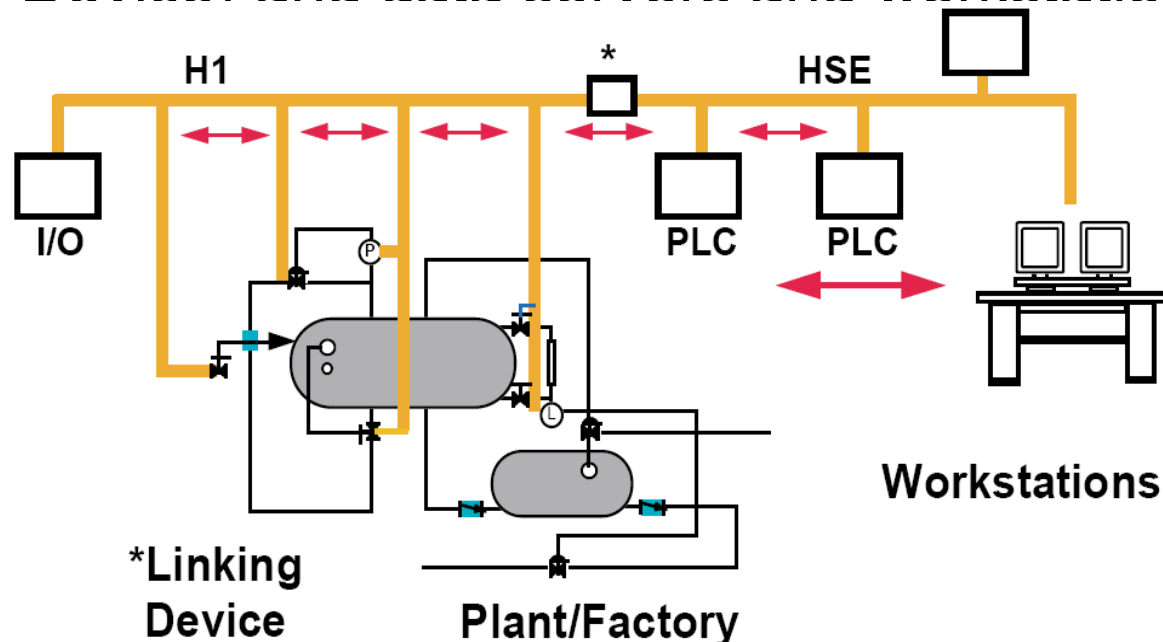 *
H1
HSE
I/O
PLC
PLC
P
L
Workstations
*Linking
Device
Plant/Factory